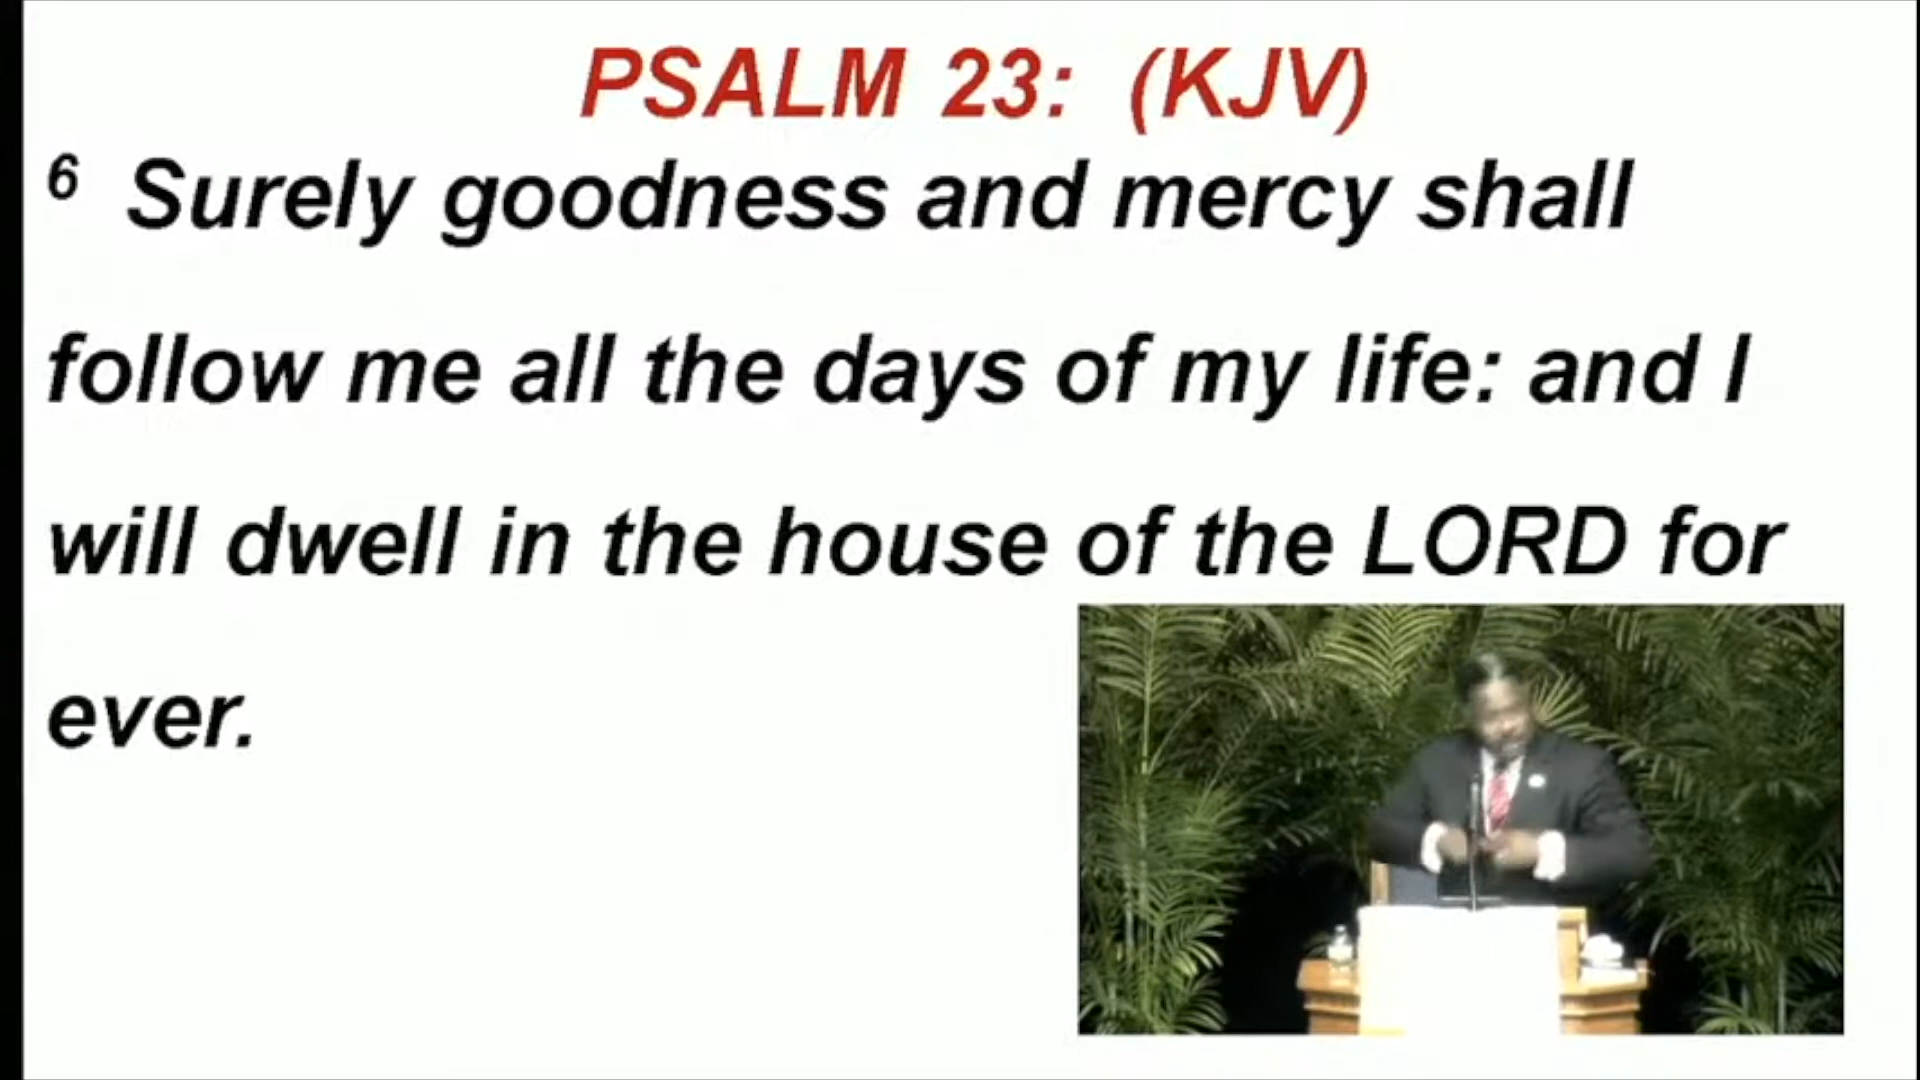 PSALM 23: (KJV)
6 Surely goodness and mercy shall
follow me all the days of my life: and I
will dwell in the house of the LORD for
ever.